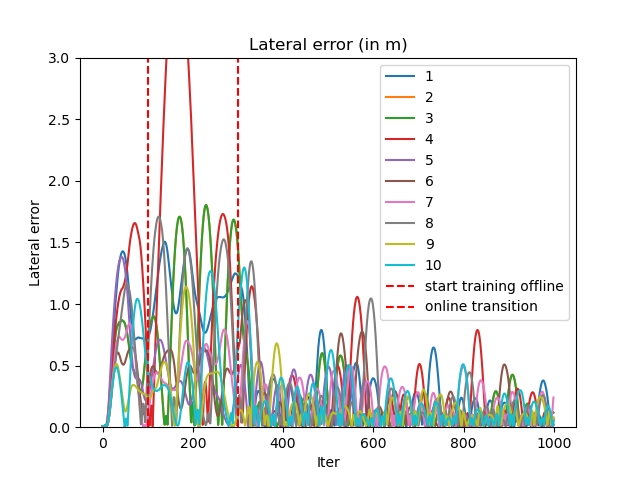 Lateral error (in m)
3.0
2.5
2.0
1.5
1.0
0.5
0.0
Lateral error
1
2
3
4
5
6
7
8
9
10
start training offline
online transition
0 200 400 600 800 1000
Iter